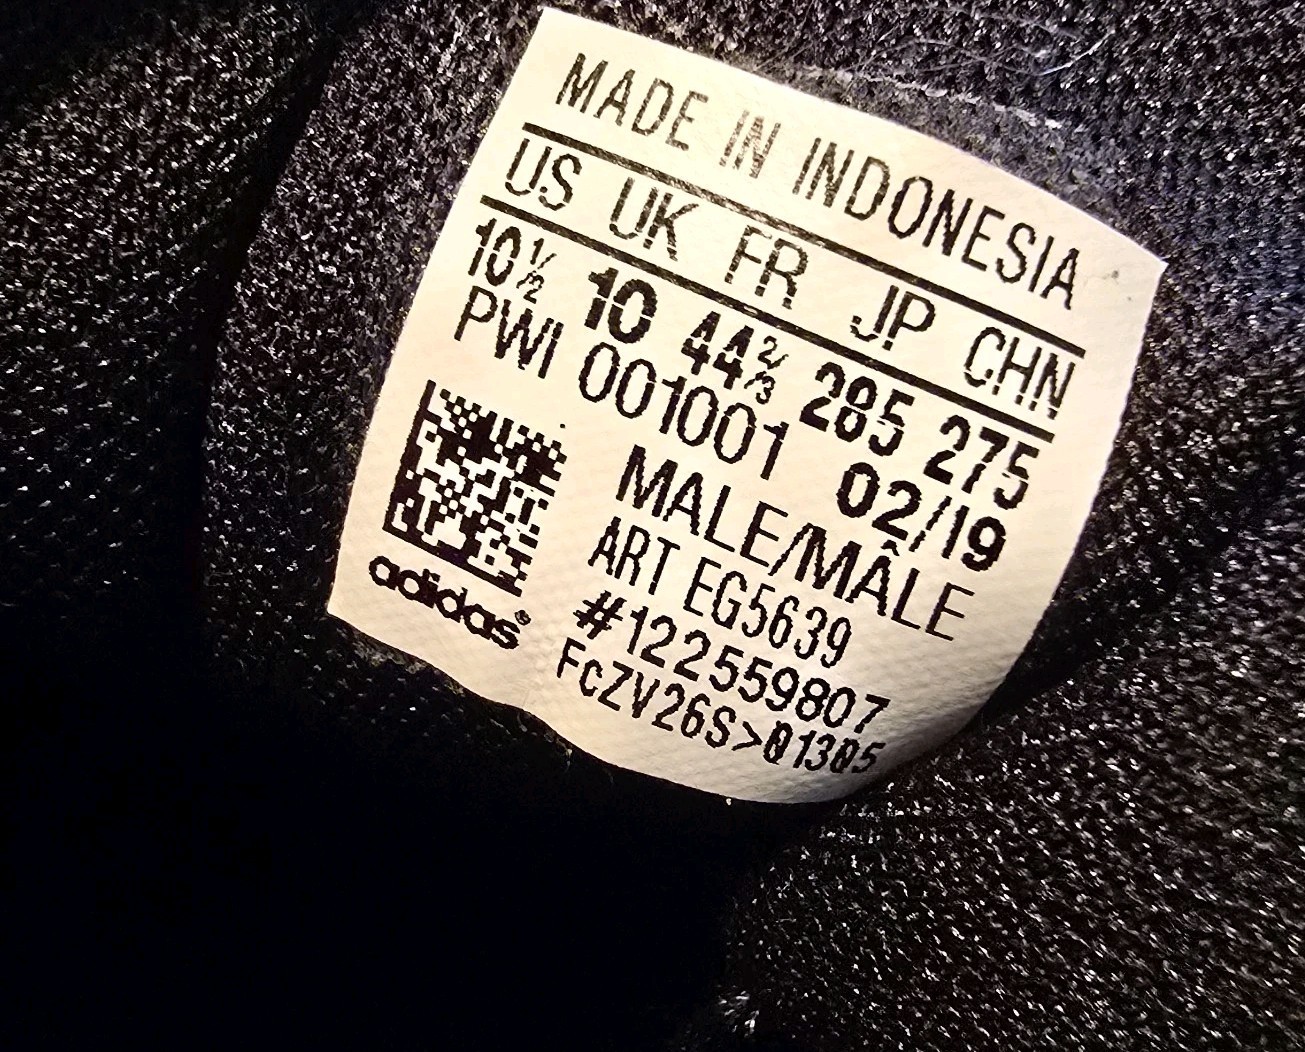 MADE IN INDONESIA
US UK FR JP CHN
10½ 10 44⅔ 285 275
PWI 001001 02/19
MALE/MÂLE
ART EG5639
#122559807
FcZV26S>01305
adidas®